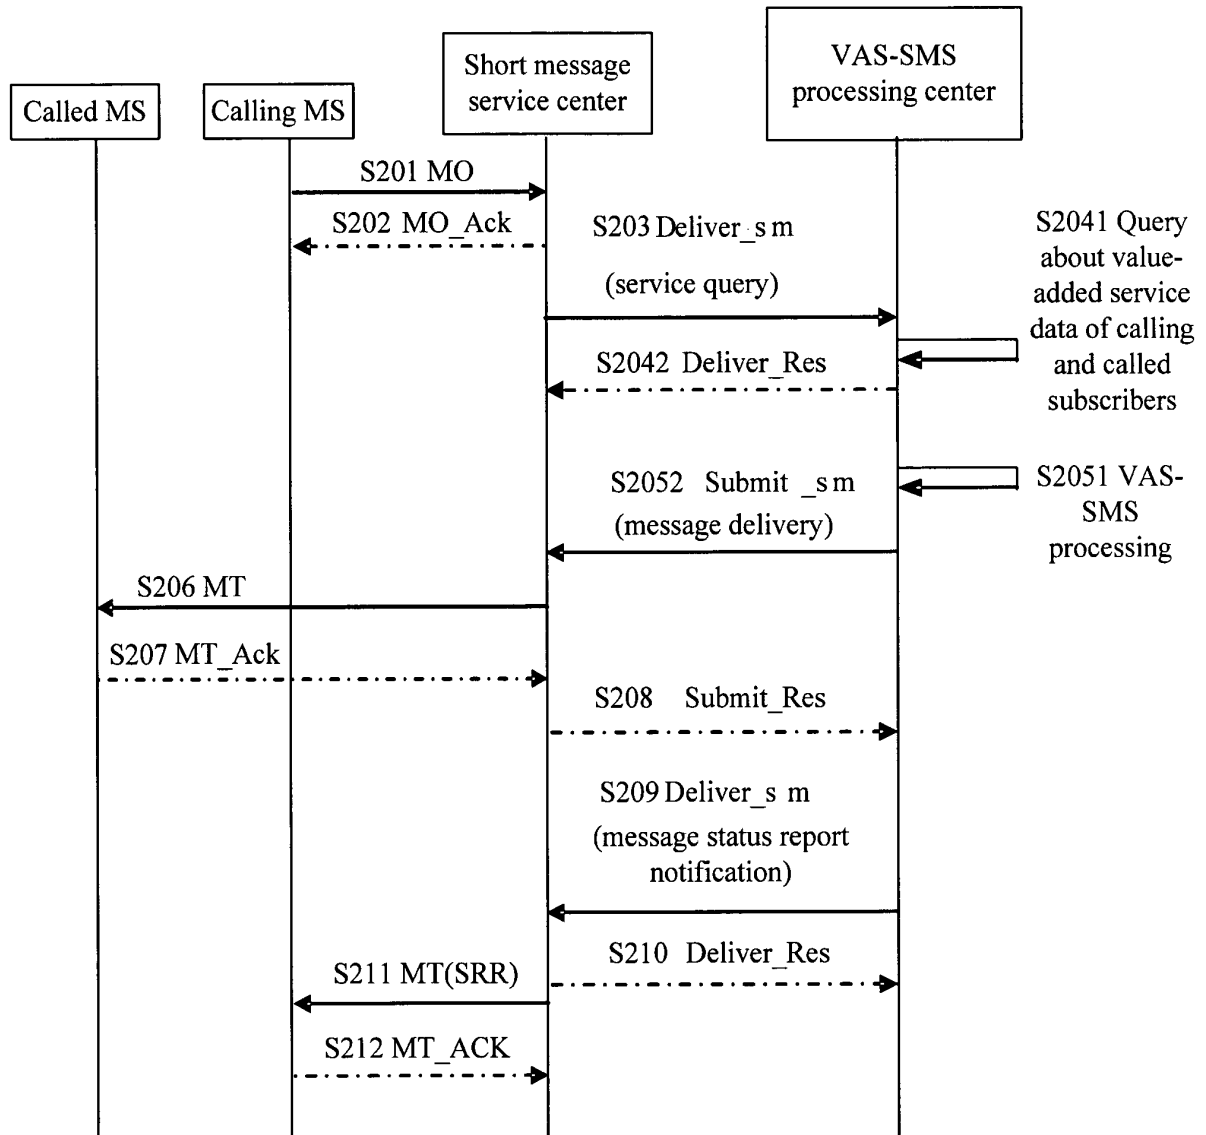 Called MS
Calling MS
Short message
service center
VAS-SMS
processing center
S201 MO
S202 MO_Ack
S203 Deliver_s m
(service query)
S2041 Query
about value-
added service
data of calling
and called
subscribers
S2042 Deliver_Res
S2052 Submit _s m
(message delivery)
S2051 VAS-
SMS
processing
S206 MT
S207 MT_Ack
S208 Submit_Res
S209 Deliver_s m
(message status report
notification)
S210 Deliver_Res
S211 MT(SRR)
S212 MT_ACK